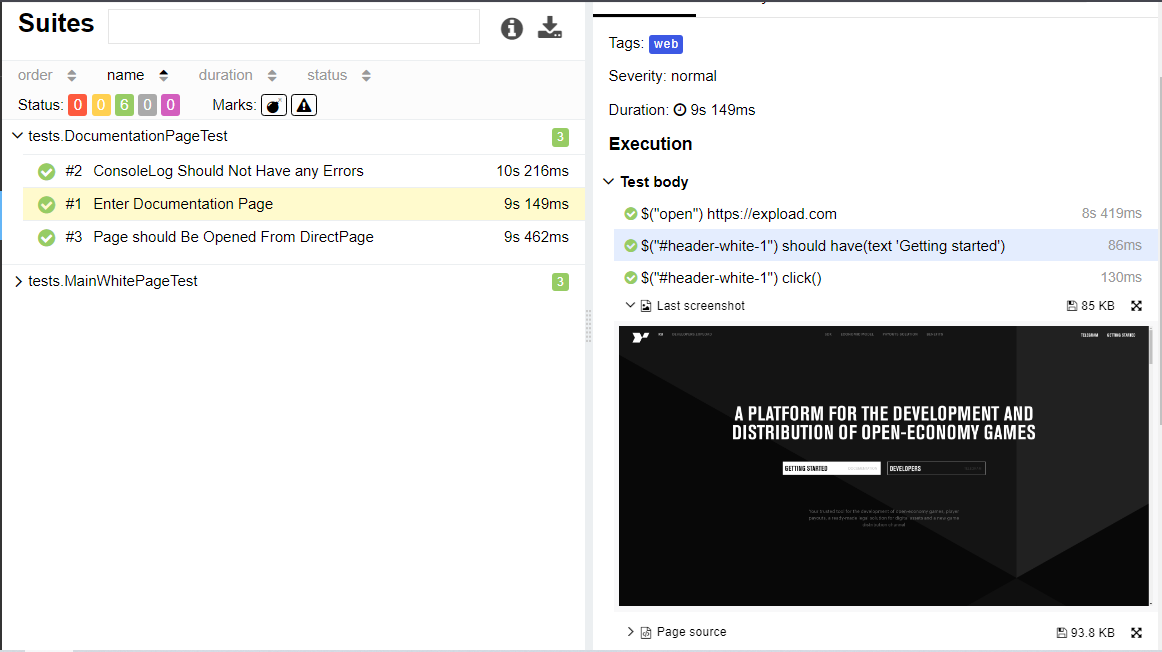 Suites
order name duration status
Status: 0 0 6 0 0 Marks:
tests.DocumentationPageTest 3
#2 ConsoleLog Should Not Have any Errors 10s 216ms
#1 Enter Documentation Page 9s 149ms
#3 Page should Be Opened From DirectPage 9s 462ms
tests.MainWhitePageTest 3
Tags: web
Severity: normal
Duration: 9s 149ms
Execution
Test body
$("open") https://expload.com 8s 419ms
$("#header-white-1") should have(text 'Getting started') 86ms
$("#header-white-1") click() 130ms
Last screenshot 85 KB
TELEGRAM GETTING STARTED
A PLATFORM FOR THE DEVELOPMENT AND
DISTRIBUTION OF OPEN-ECONOMY GAMES
GETTING STARTED DEVELOPERS
Page source 93.8 KB